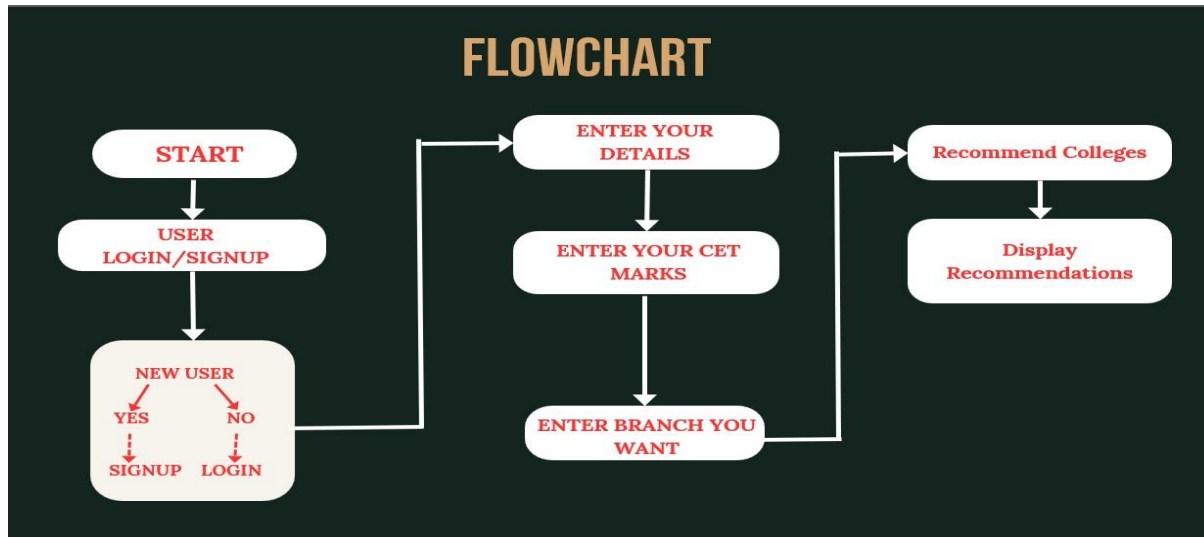 FLOWCHART
START
USER
LOGIN/SIGNUP
NEW USER
YES NO
SIGNUP LOGIN
ENTER YOUR
DETAILS
ENTER YOUR CET
MARKS
ENTER BRANCH YOU
WANT
Recommend Colleges
Display
Recommendations